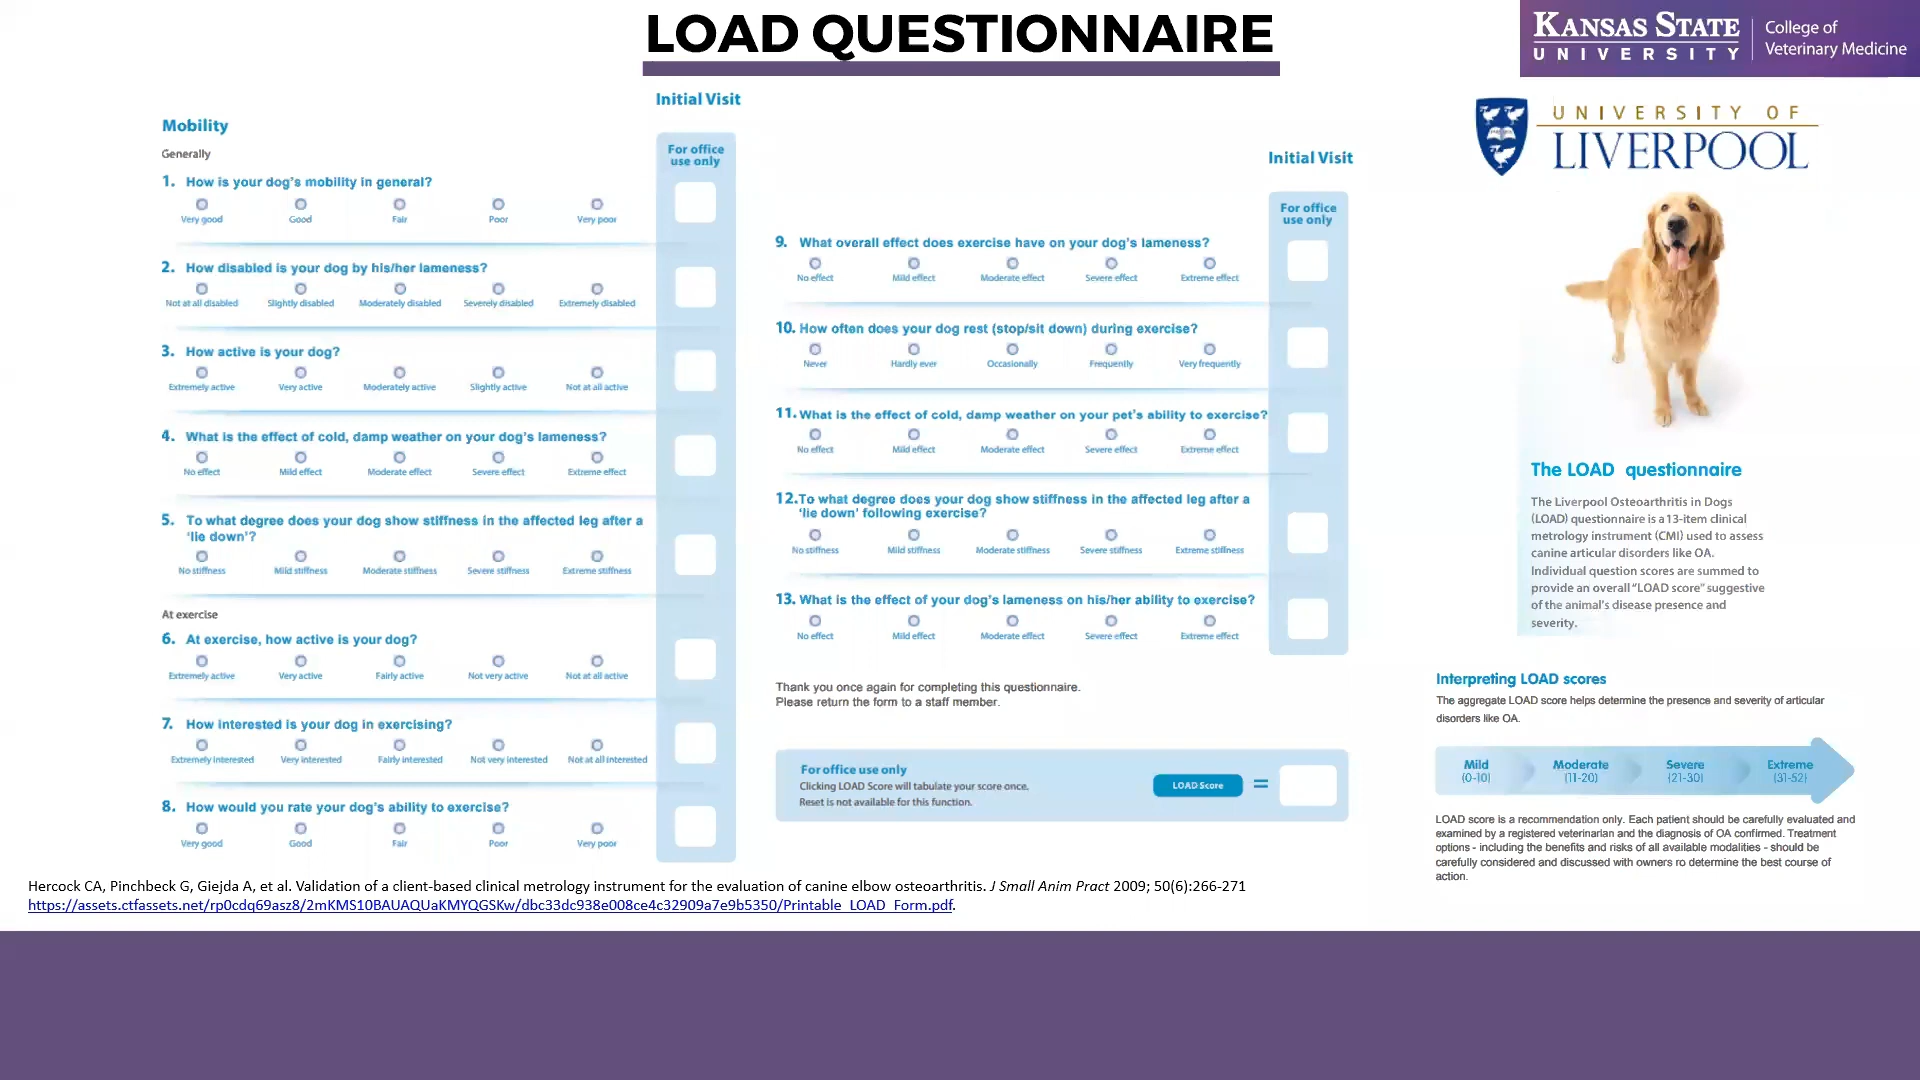 LOAD QUESTIONNAIRE
KANSAS STATE
UNIVERSITY
College of
Veterinary Medicine
Initial Visit
Mobility
Generally
For office
use only
1. How is your dog's mobility in general?
Very good Good Fair Poor Very poor
2. How disabled is your dog by his/her lameness?
Not at all disabled Slightly disabled Moderately disabled Severely disabled Extremely disabled
3. How active is your dog?
Extremely active Very active Moderately active Slightly active Not at all active
4. What is the effect of cold, damp weather on your dog's lameness?
No effect Mild effect Moderate effect Severe effect Extreme effect
5. To what degree does your dog show stiffness in the affected leg after a
'lie down'?
No stiffness Mild stiffness Moderate stiffness Severe stiffness Extreme stiffness
At exercise
6. At exercise, how active is your dog?
Extremely active Very active Fairly active Not very active Not at all active
7. How interested is your dog in exercising?
Extremely interested Very interested Fairly interested Not very interested Not at all interested
8. How would you rate your dog's ability to exercise?
Very good Good Fair Poor Very poor
Initial Visit
For office
use only
9. What overall effect does exercise have on your dog's lameness?
No effect Mild effect Moderate effect Severe effect Extreme effect
10. How often does your dog rest (stop/sit down) during exercise?
Never Hardly ever Occasionally Frequently Very frequently
11. What is the effect of cold, damp weather on your pet's ability to exercise?
No effect Mild effect Moderate effect Severe effect Extreme effect
12. To what degree does your dog show stiffness in the affected leg after a
'lie down' following exercise?
No stiffness Mild stiffness Moderate stiffness Severe stiffness Extreme stiffness
13. What is the effect of your dog's lameness on his/her ability to exercise?
No effect Mild effect Moderate effect Severe effect Extreme effect
Thank you once again for completing this questionnaire.
Please return the form to a staff member.
For office use only
Clicking LOAD Score will tabulate your score once.
Reset is not available for this function.
LOAD Score =
UNIVERSITY OF
LIVERPOOL
The LOAD questionnaire
The Liverpool Osteoarthritis in Dogs
(LOAD) questionnaire is a 13-item clinical
metrology instrument (CMI) used to assess
canine articular disorders like OA.
Individual question scores are summed to
provide an overall "LOAD score" suggestive
of the animal's disease presence and
severity.
Interpreting LOAD scores
The aggregate LOAD score helps determine the presence and severity of articular
disorders like OA.
Mild Moderate Severe Extreme
(0-10) (11-20) (21-30) (31-52)
LOAD score is a recommendation only. Each patient should be carefully evaluated and
examined by a registered veterinarian and the diagnosis of OA confirmed. Treatment
options - including the benefits and risks of all available modalities - should be
carefully considered and discussed with owners ro determine the best course of
action.
Hercock CA, Pinchbeck G, Giejda A, et al. Validation of a client-based clinical metrology instrument for the evaluation of canine elbow osteoarthritis. J Small Anim Pract 2009; 50(6):266-271
https://assets.ctfassets.net/rp0cdq69asz8/2mKMS10BAUAQUaKMYQGSKw/dbc33dc938e008ce4c32909a7e9b5350/Printable_LOAD_Form.pdf.